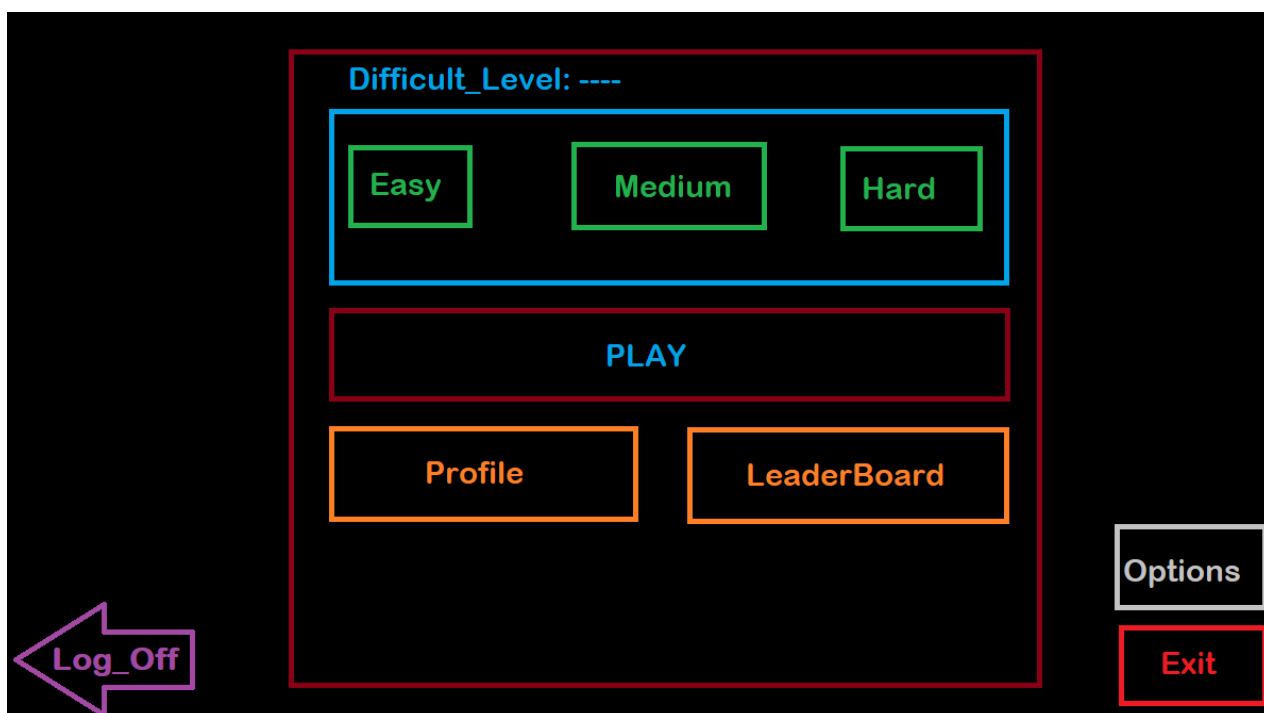 Difficult_Level: ----
Easy Medium Hard
PLAY
Profile LeaderBoard
Options
Log_Off
Exit